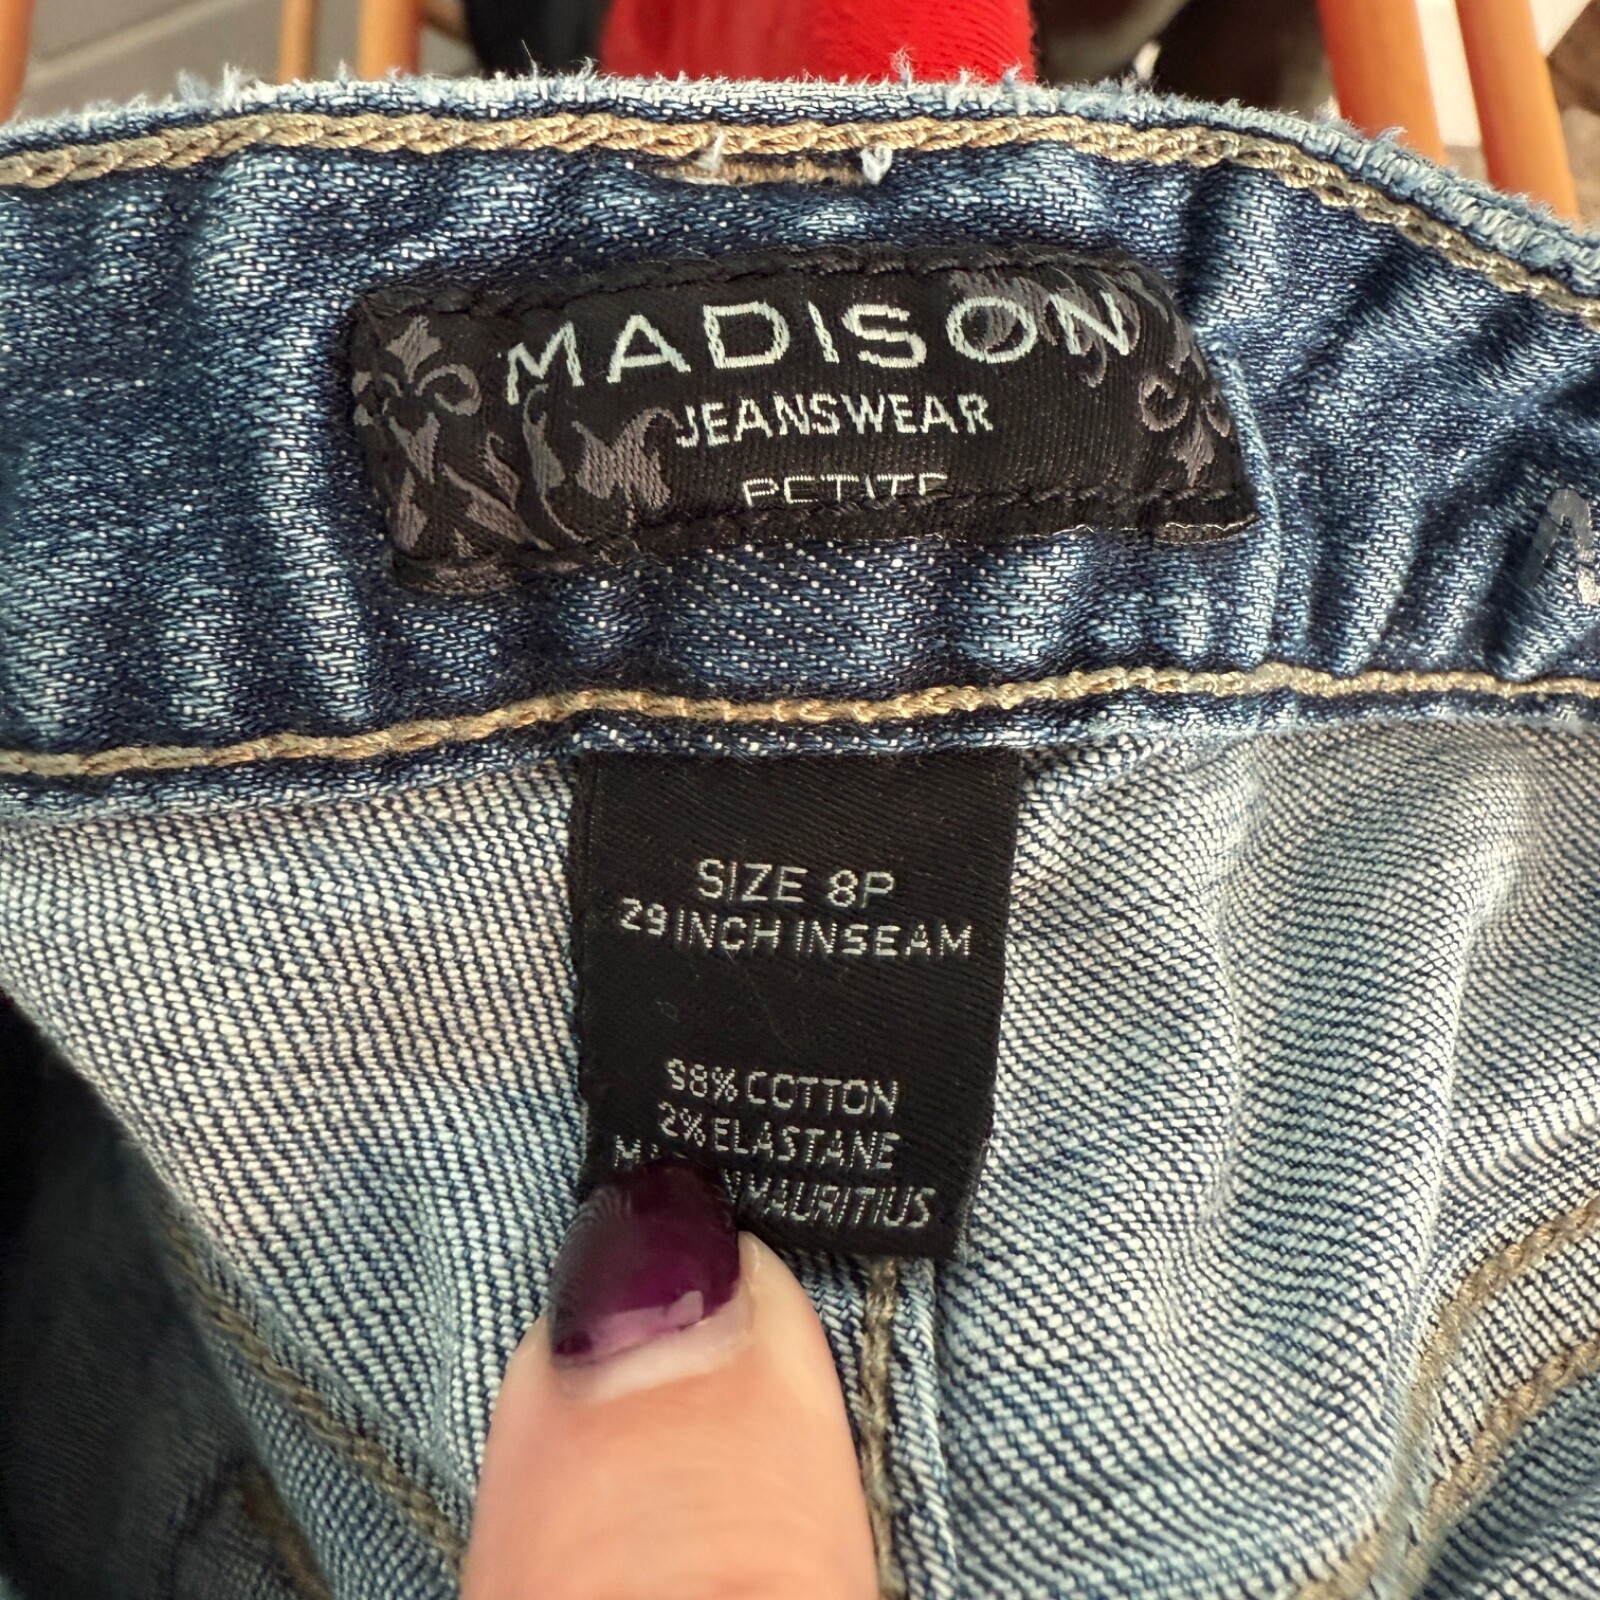 MADISON
JEANSWEAR
PETITE
SIZE 8P
29 INCH INSEAM
98% COTTON
2% ELASTANE
MAURITIUS